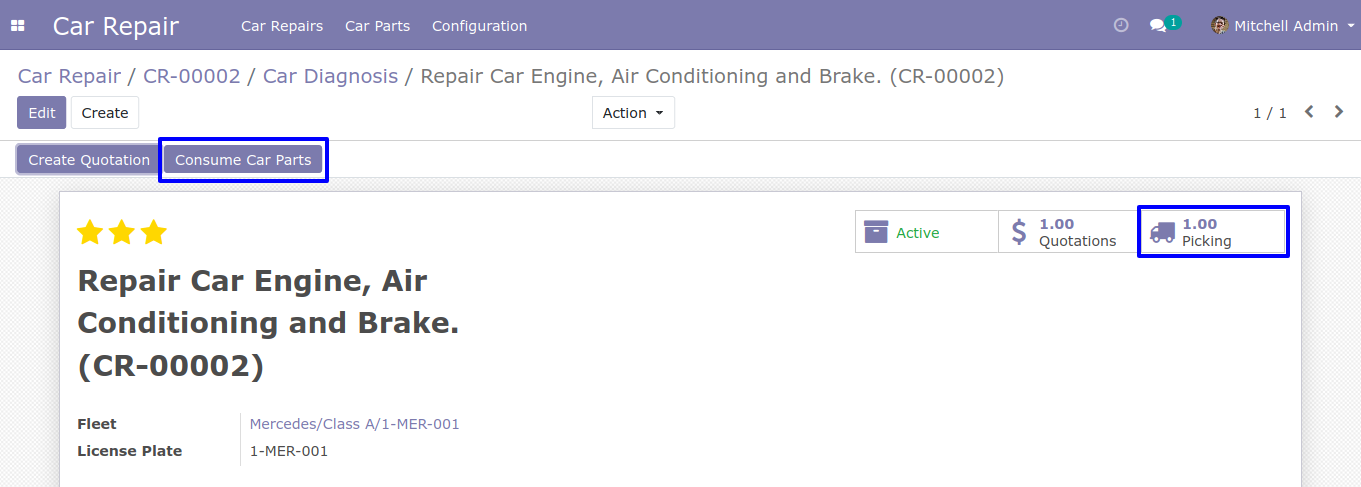 Car Repair Car Repairs Car Parts Configuration 1 Mitchell Admin
Car Repair / CR-00002 / Car Diagnosis / Repair Car Engine, Air Conditioning and Brake. (CR-00002)
Edit Create Action 1 / 1
Create Quotation Consume Car Parts
Active
1.00
Quotations
1.00
Picking
Repair Car Engine, Air
Conditioning and Brake.
(CR-00002)
Fleet Mercedes/Class A/1-MER-001
License Plate 1-MER-001